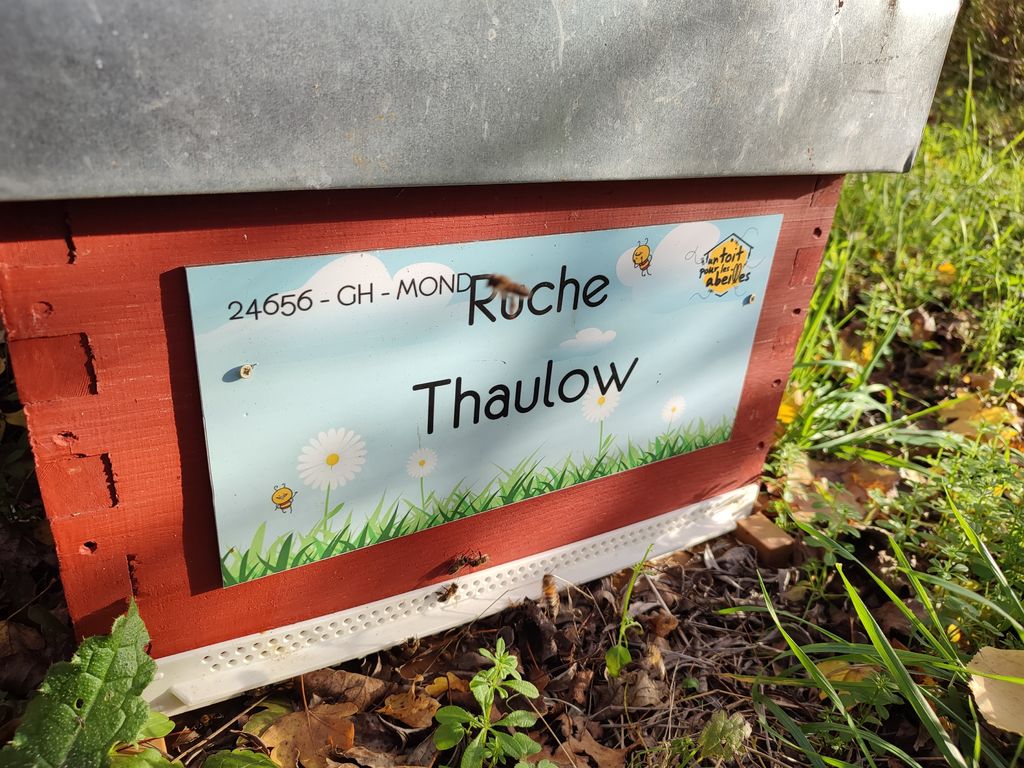 24656 - GH - MOND
Ruche
Thaulow
un toit
pour les
abeilles